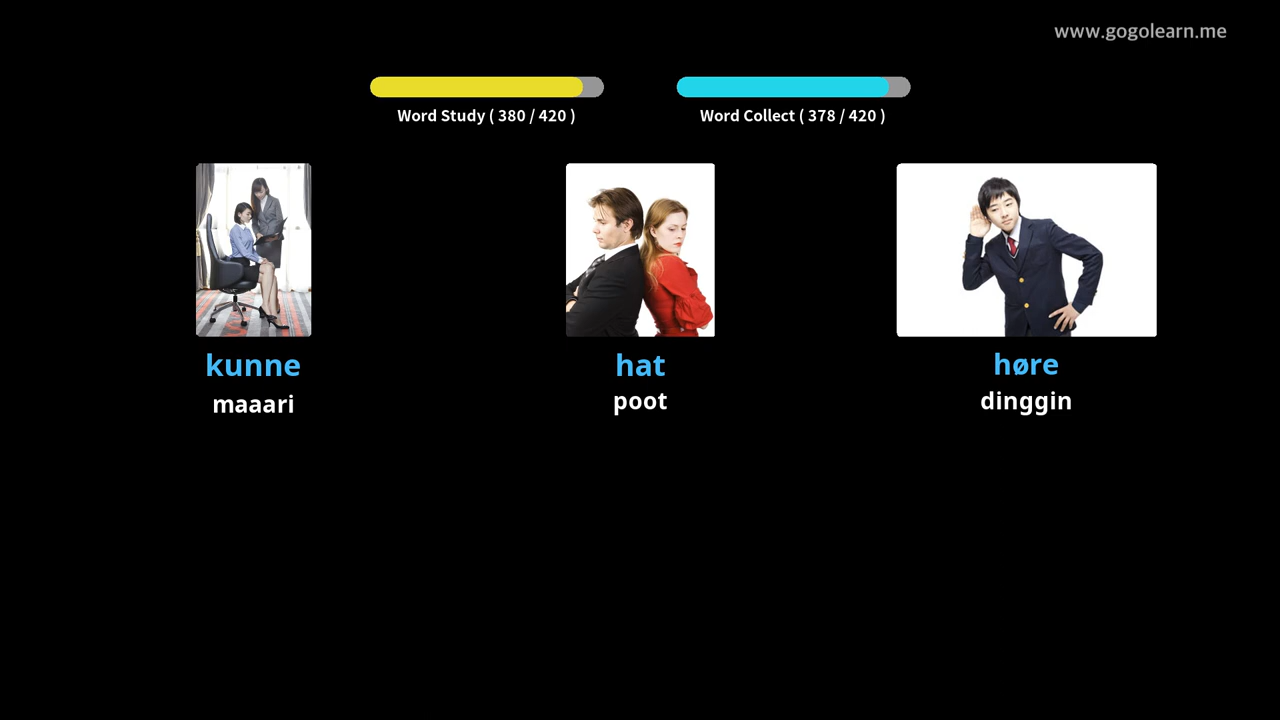 www.gogolearn.me
Word Study ( 380 / 420 )
Word Collect ( 378 / 420 )
kunne
maaari
hat
poot
høre
dinggin